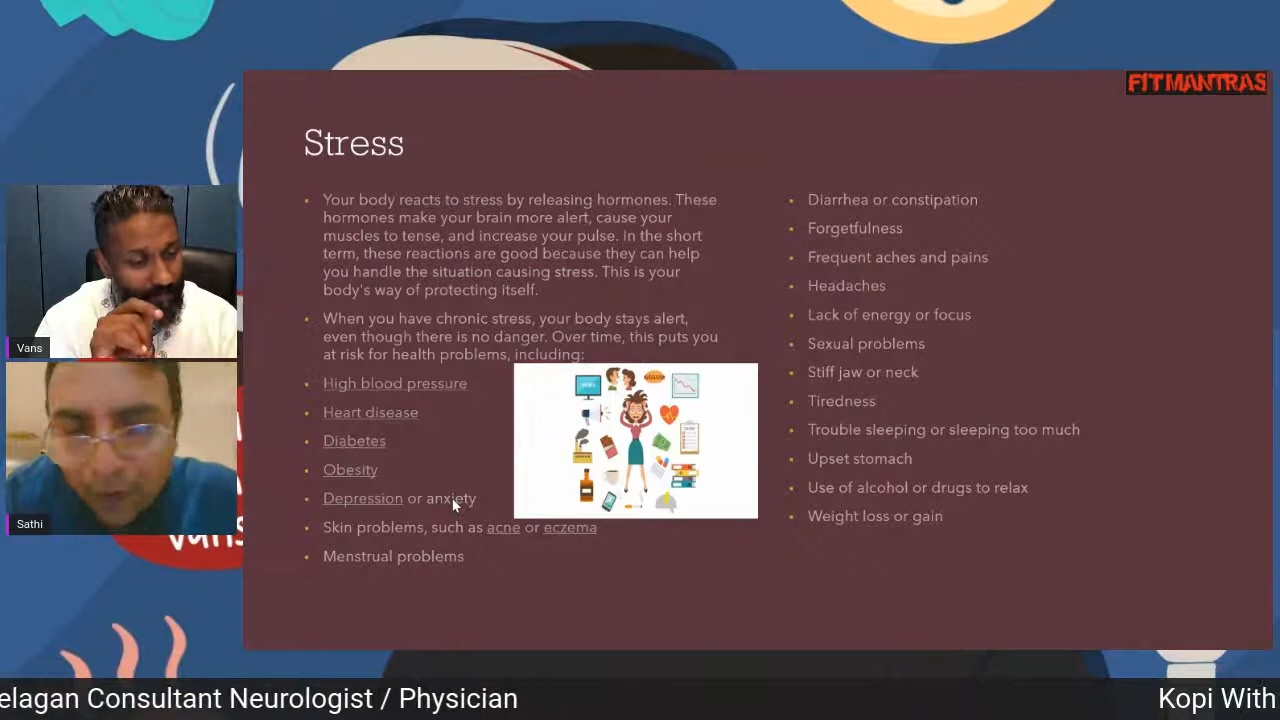 FITMANTRAS
Stress
Your body reacts to stress by releasing hormones. These
hormones make your brain more alert, cause your
muscles to tense, and increase your pulse. In the short
term, these reactions are good because they can help
you handle the situation causing stress. This is your
body's way of protecting itself.
When you have chronic stress, your body stays alert,
even though there is no danger. Over time, this puts you
at risk for health problems, including:
High blood pressure
Heart disease
Diabetes
Obesity
Depression or anxiety
Skin problems, such as acne or eczema
Menstrual problems
Diarrhea or constipation
Forgetfulness
Frequent aches and pains
Headaches
Lack of energy or focus
Sexual problems
Stiff jaw or neck
Tiredness
Trouble sleeping or sleeping too much
Upset stomach
Use of alcohol or drugs to relax
Weight loss or gain
Vans
Sathi
elagan Consultant Neurologist / Physician
Kopi With